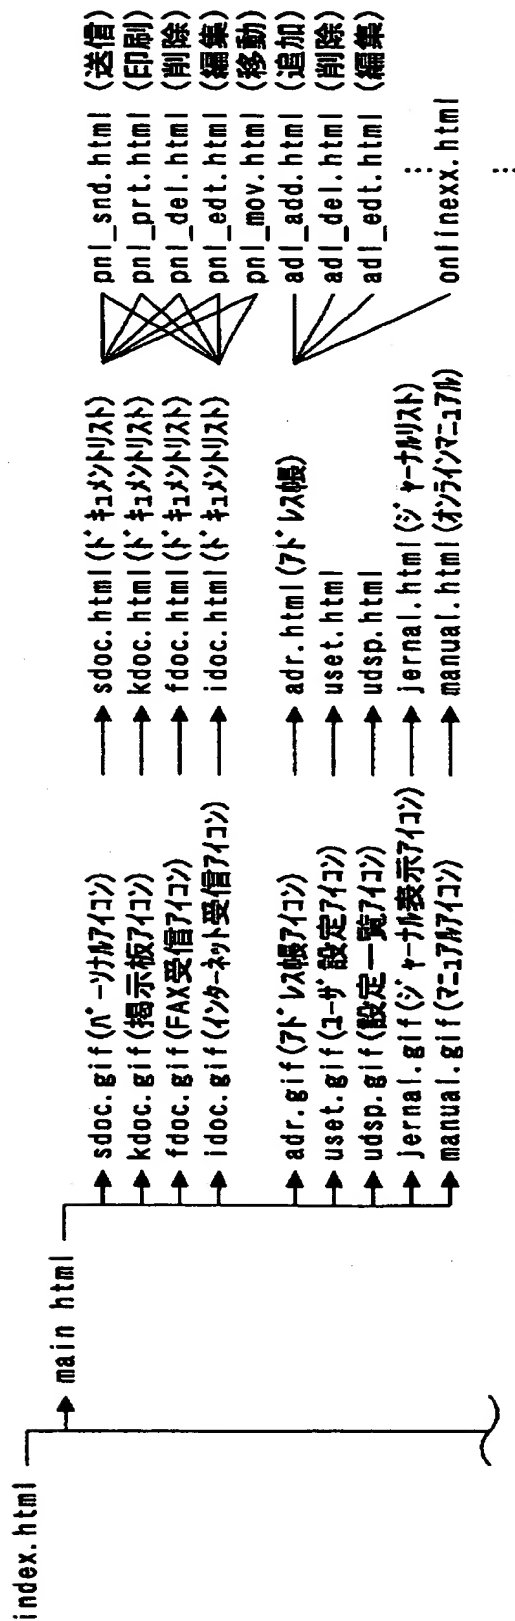 index.html
main html
sdoc.gif(パーソナルアイコン)
kdoc.gif(掲示板アイコン)
fdoc.gif(FAX受信アイコン)
idoc.gif(インターネット受信アイコン)
adr.gif(アドレス帳アイコン)
uset.gif(ユーザ設定アイコン)
udsp.gif(設定一覧アイコン)
jernal.gif(ジャーナル表示アイコン)
manual.gif(マニュアルアイコン)
sdoc.html(ドキュメントリスト)
kdoc.html(ドキュメントリスト)
fdoc.html(ドキュメントリスト)
idoc.html(ドキュメントリスト)
adr.html(アドレス帳)
uset.html
udsp.html
jernal.html(ジャーナルリスト)
manual.html(オンラインマニュアル)
pnl_snd.html(送信)
pnl_prt.html(印刷)
pnl_del.html(削除)
pnl_edt.html(編集)
pnl_mov.html(移動)
adl_add.html(追加)
adl_del.html(削除)
adl_edt.html(編集)
onlinexx.html